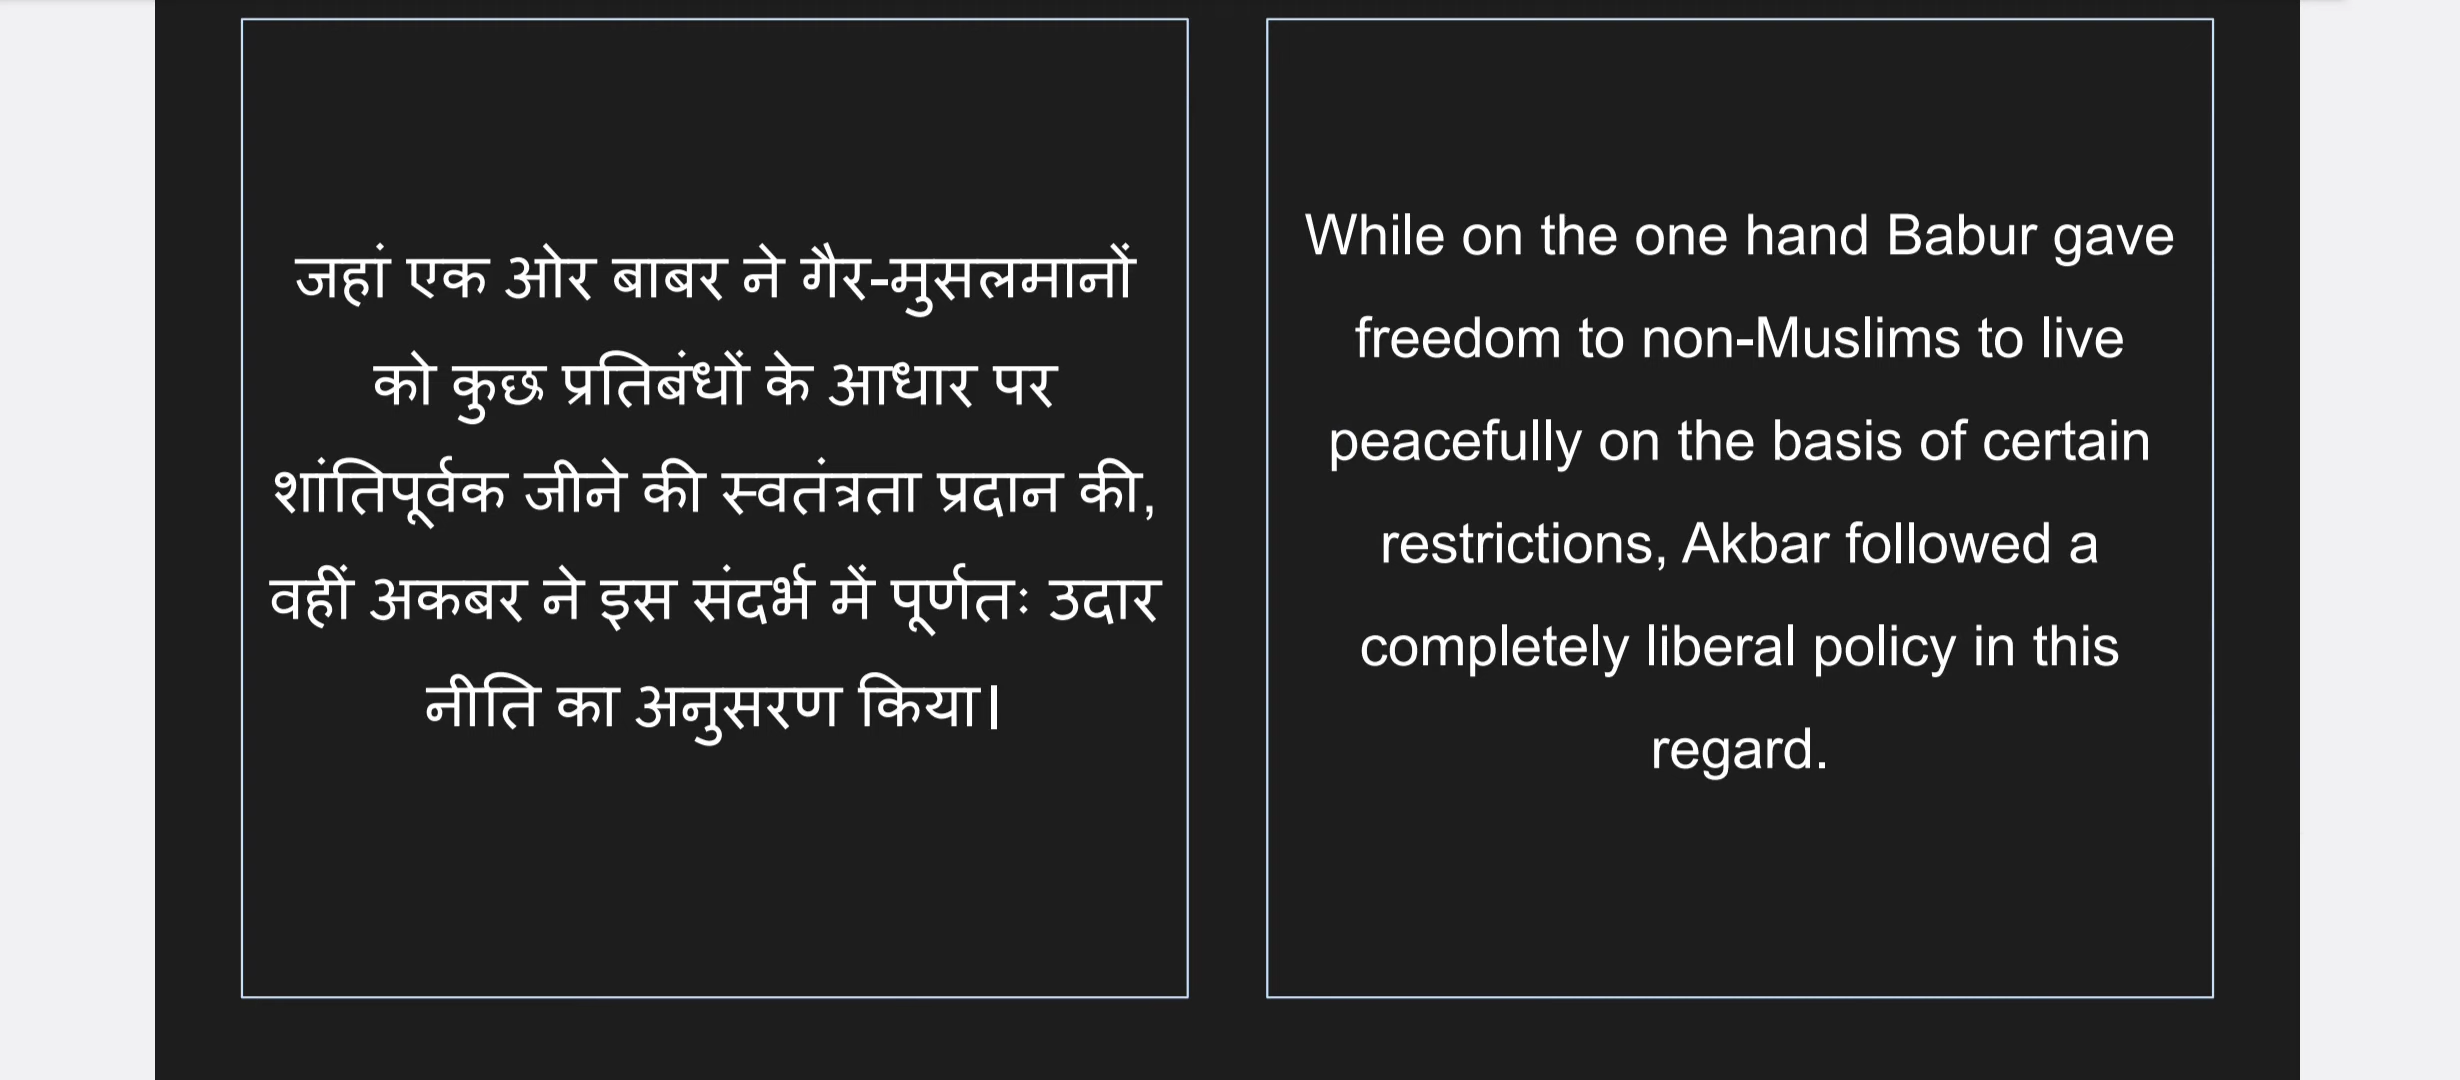 जहां एक ओर बाबर ने गैर-मुसलमानों
को कुछ प्रतिबंधों के आधार पर
शांतिपूर्वक जीने की स्वतंत्रता प्रदान की,
वहीं अकबर ने इस संदर्भ में पूर्णतः उदार
नीति का अनुसरण किया।
While on the one hand Babur gave
freedom to non-Muslims to live
peacefully on the basis of certain
restrictions, Akbar followed a
completely liberal policy in this
regard.